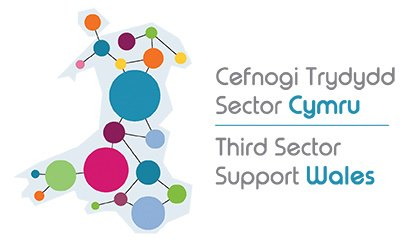 Cefnogi Trydydd
Sector Cymru
Third Sector
Support Wales